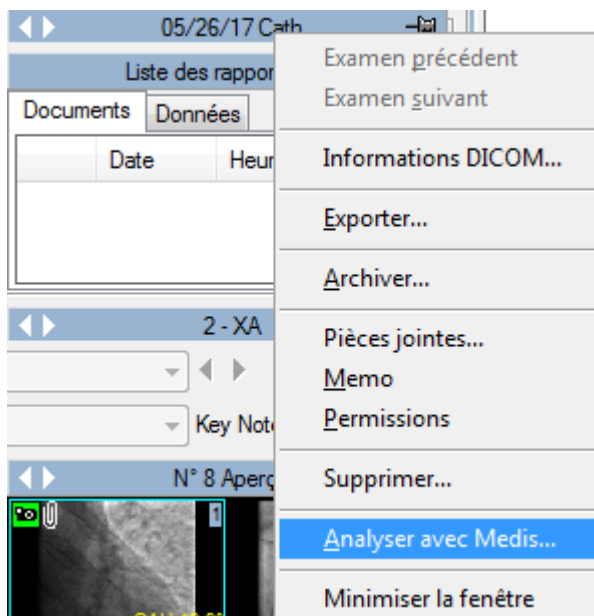 05/26/17 Cath
Liste des rappor
Documents Données
Date Heur
2 - XA
Key Note
N° 8 Aperç
1
Examen précédent
Examen suivant
Informations DICOM...
Exporter...
Archiver...
Pièces jointes...
Memo
Permissions
Supprimer...
Analyser avec Medis...
Minimiser la fenêtre